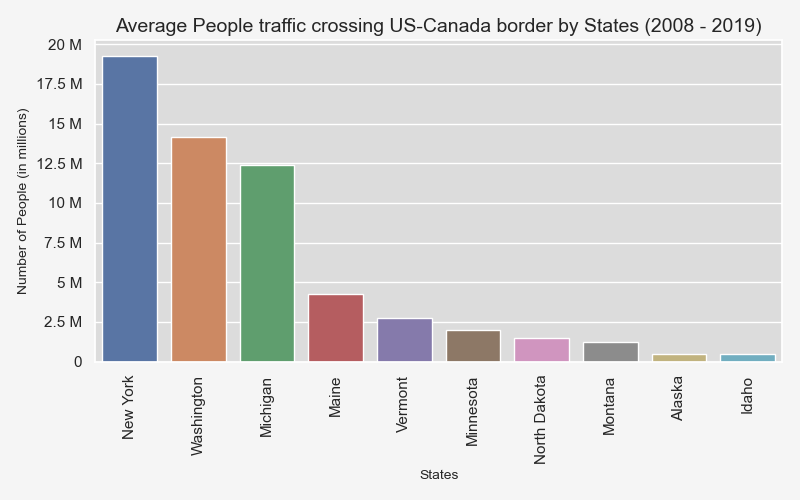 Average People traffic crossing US-Canada border by States (2008 - 2019)
Number of People (in millions)
20 M
17.5 M
15 M
12.5 M
10 M
7.5 M
5 M
2.5 M
0
New York
Washington
Michigan
Maine
Vermont
Minnesota
North Dakota
Montana
Alaska
Idaho
States